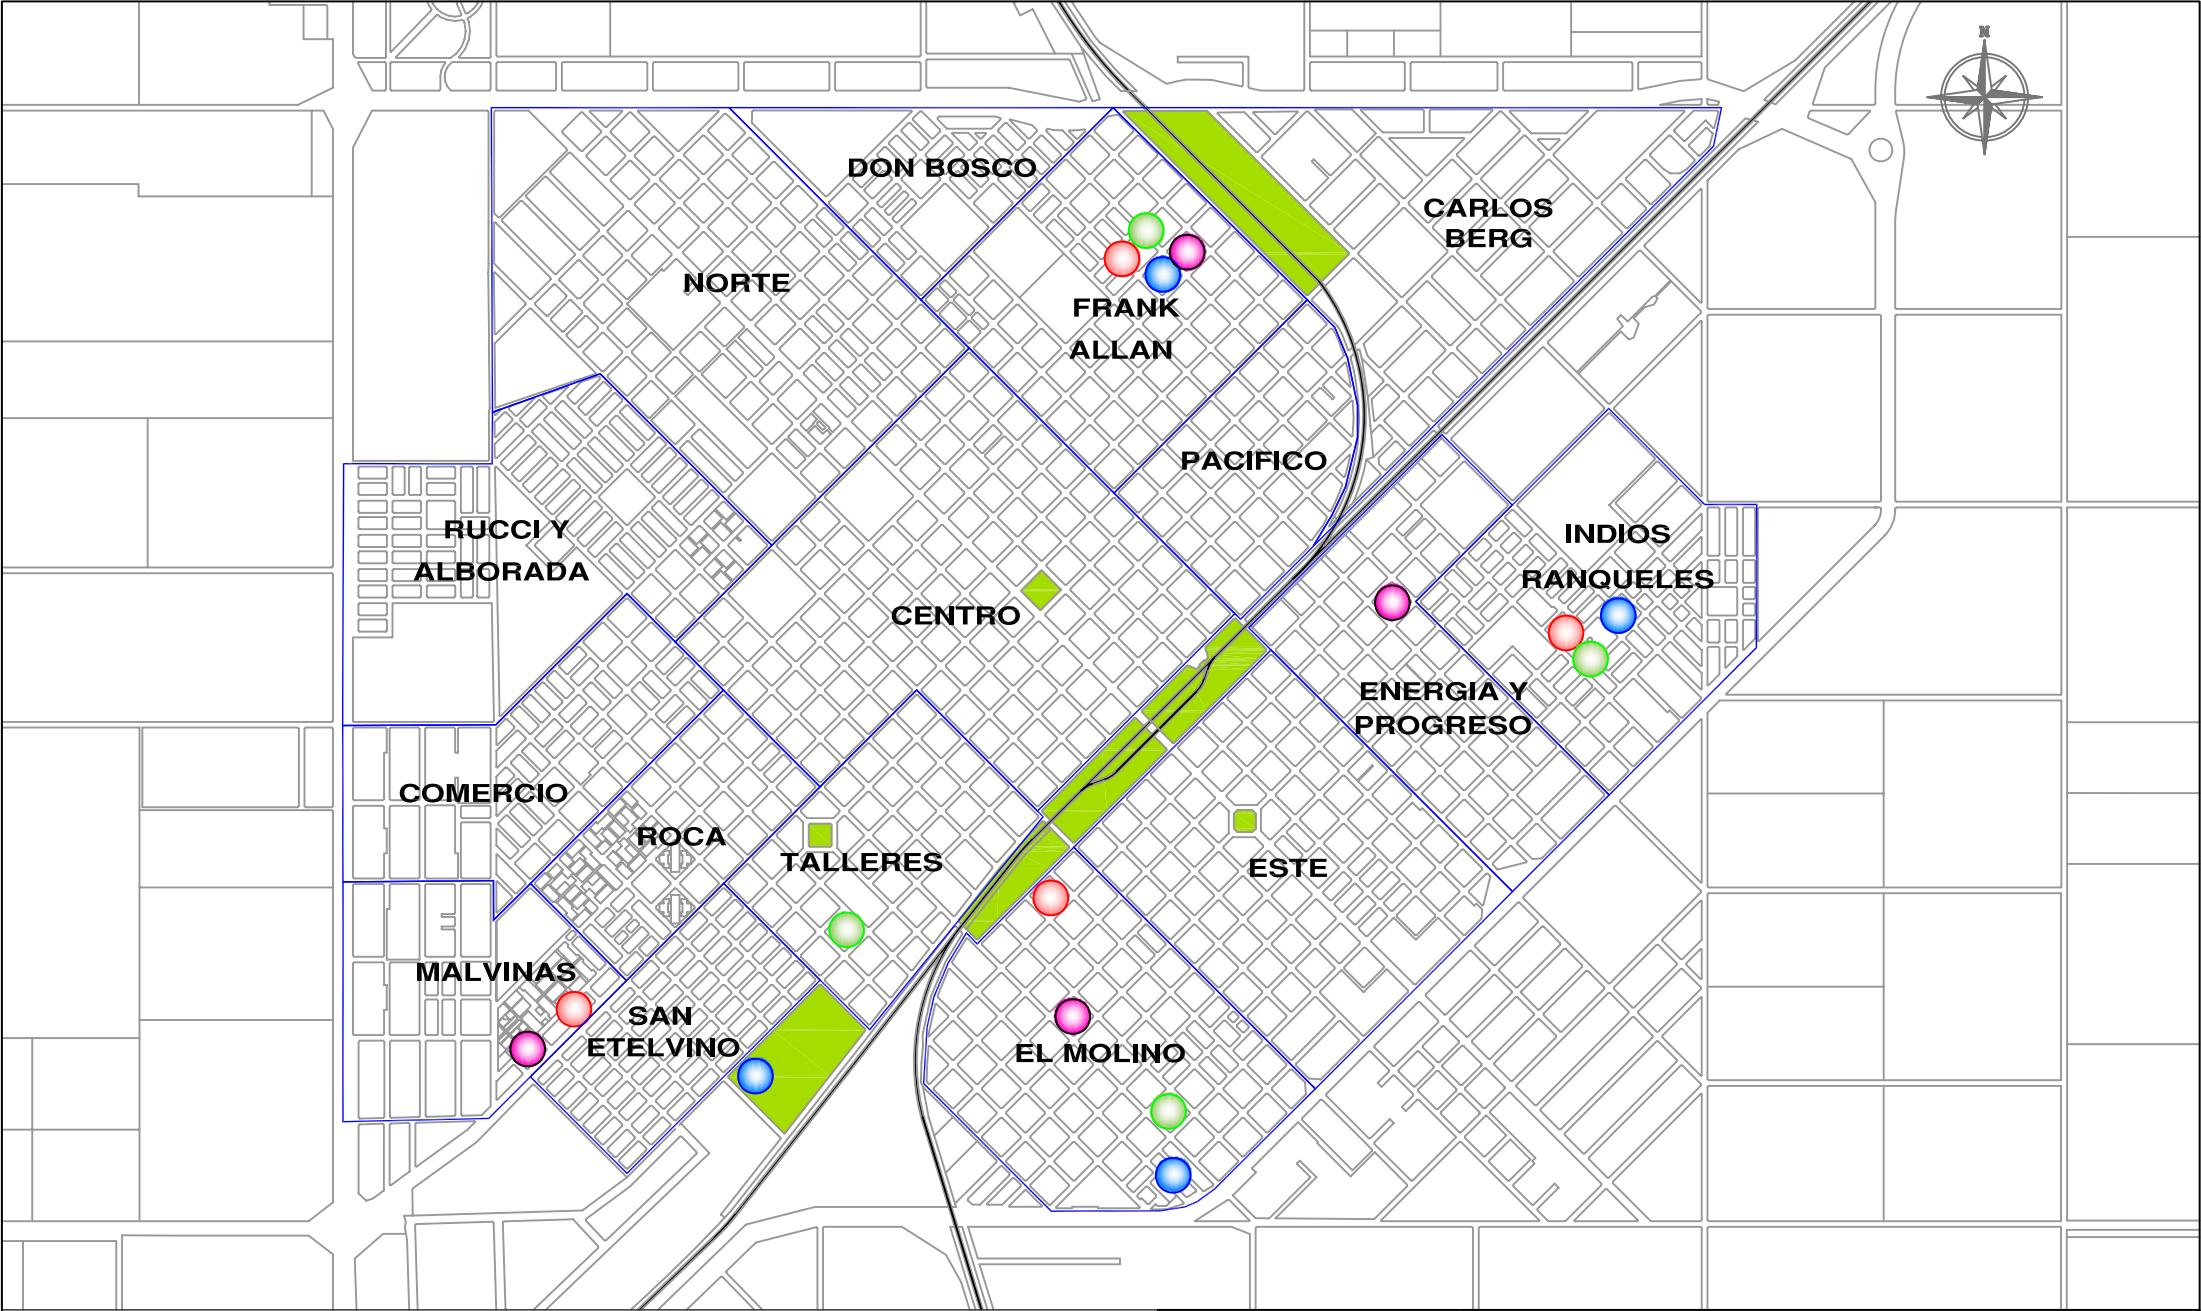 N
DON BOSCO
CARLOS
BERG
NORTE
FRANK
ALLAN
PACIFICO
RUCCI Y
ALBORADA
INDIOS
RANQUELES
CENTRO
ENERGIA Y
PROGRESO
COMERCIO
ROCA
TALLERES
ESTE
MALVINAS
SAN
ETELVINO
EL MOLINO